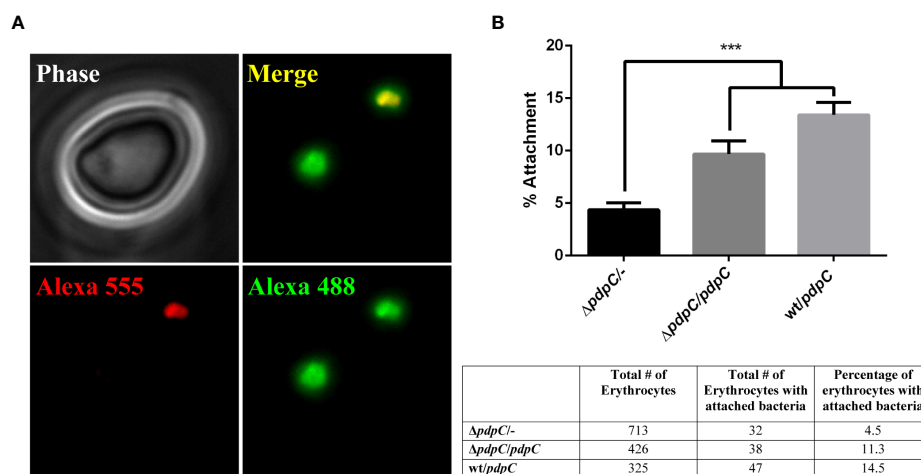 A
Phase
Merge
Alexa 555
Alexa 488
B
% Attachment
20
15
10
5
0
***
ΔpdpC/-
ΔpdpC/pdpC
wt/pdpC
Total # of Erythrocytes | Total # of Erythrocytes with attached bacteria | Percentage of erythrocytes with attached bacteria
ΔpdpC/- 713 32 4.5
ΔpdpC/pdpC 426 38 11.3
wt/pdpC 325 47 14.5